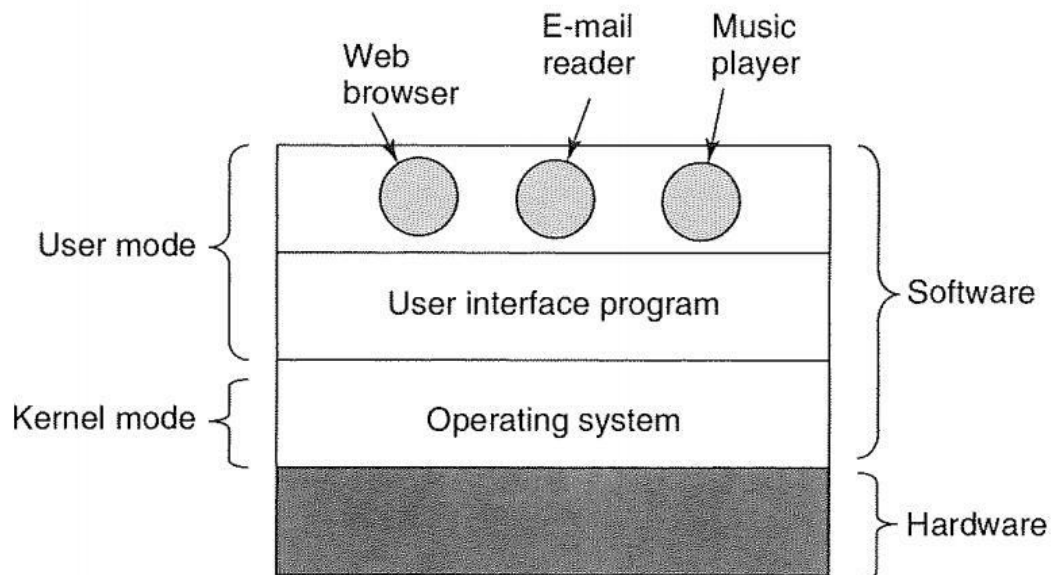 Web
browser
E-mail
reader
Music
player
User mode
User interface program
Software
Kernel mode
Operating system
Hardware